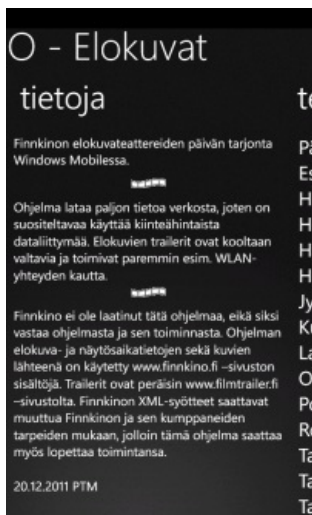 O - Elokuvat
tietoja
Finnkinon elokuvateattereiden päivän tarjonta
Windows Mobilessa.
Ohjelma lataa paljon tietoa verkosta, joten on
suositeltavaa käyttää kiinteähintaista
dataliittymää. Elokuvien trailerit ovat kooltaan
valtavia ja toimivat paremmin esim. WLAN-
yhteyden kautta.
Finnkino ei ole laatinut tätä ohjelmaa, eikä siksi
vastaa ohjelmasta ja sen toiminnasta. Ohjelman
elokuva- ja näytösaikatietojen sekä kuvien
lähteenä on käytetty www.finnkino.fi –sivuston
sisältöjä. Trailerit ovat peräisin www.filmtrailer.fi
–sivustolta. Finnkinon XML-syötteet saattavat
muuttua Finnkinon ja sen kumppaneiden
tarpeiden mukaan, jolloin tämä ohjelma saattaa
myös lopettaa toimintansa.
20.12.2011 PTM